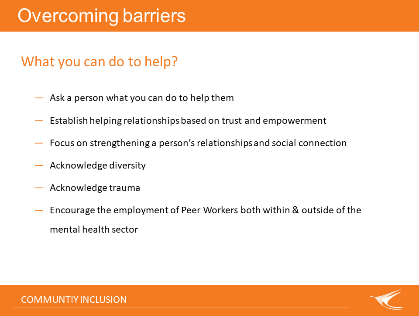 Overcoming barriers
What you can do to help?
— Ask a person what you can do to help them
— Establish helping relationships based on trust and empowerment
— Focus on strengthening a person's relationships and social connection
— Acknowledge diversity
— Acknowledge trauma
— Encourage the employment of Peer Workers both within & outside of the
mental health sector
COMMUNTIY INCLUSION